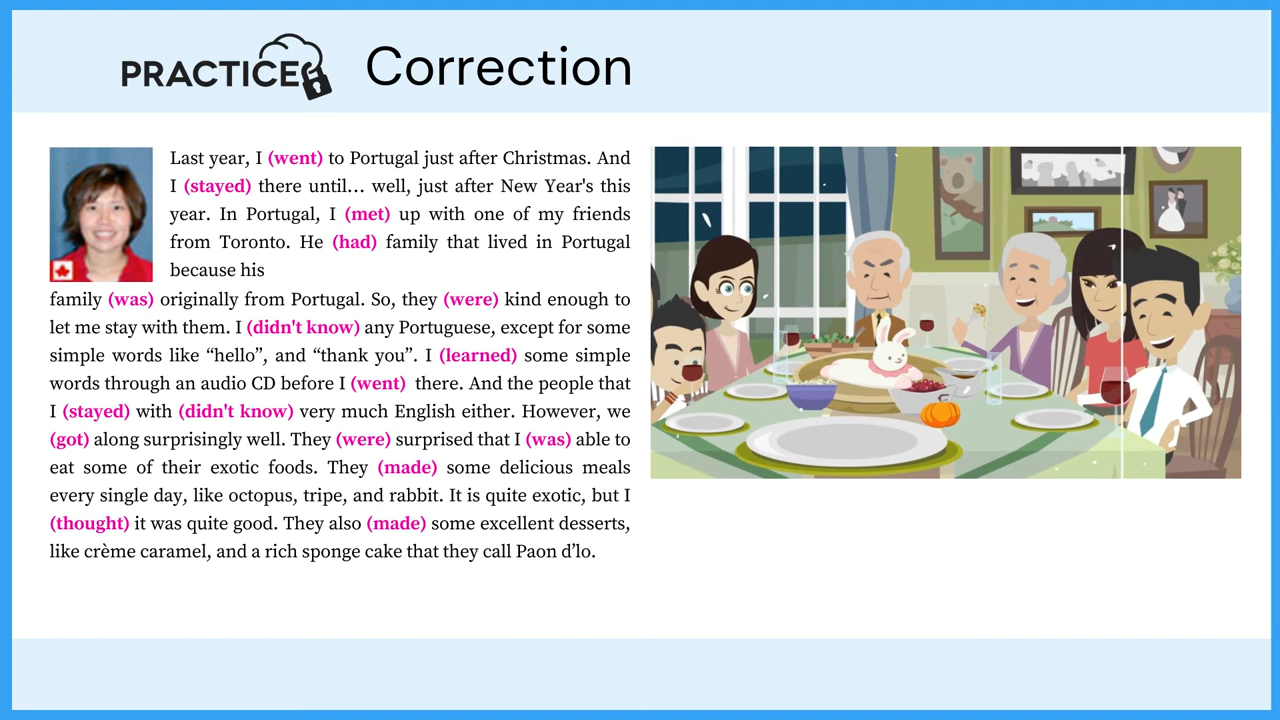 PRACTICE Correction
Last year, I (went) to Portugal just after Christmas. And
I (stayed) there until... well, just after New Year's this
year. In Portugal, I (met) up with one of my friends
from Toronto. He (had) family that lived in Portugal
because his
family (was) originally from Portugal. So, they (were) kind enough to
let me stay with them. I (didn't know) any Portuguese, except for some
simple words like “hello”, and “thank you”. I (learned) some simple
words through an audio CD before I (went) there. And the people that
I (stayed) with (didn't know) very much English either. However, we
(got) along surprisingly well. They (were) surprised that I (was) able to
eat some of their exotic foods. They (made) some delicious meals
every single day, like octopus, tripe, and rabbit. It is quite exotic, but I
(thought) it was quite good. They also (made) some excellent desserts,
like crème caramel, and a rich sponge cake that they call Paon d’lo.